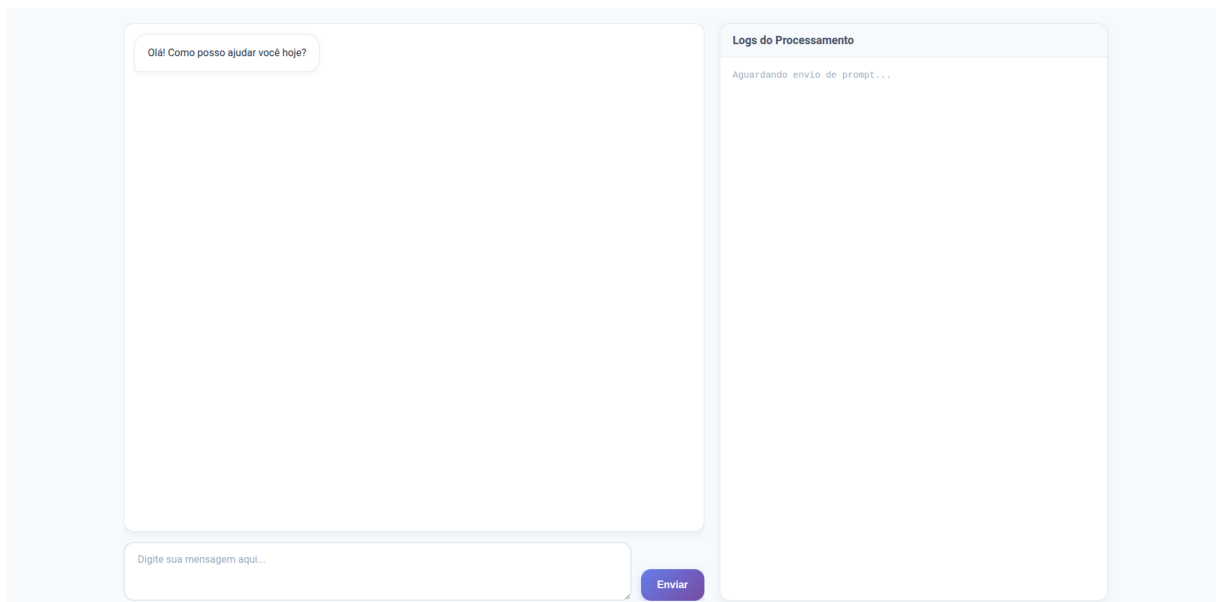 Olá! Como posso ajudar você hoje?
Digite sua mensagem aqui...
Enviar
Logs do Processamento
Aguardando envio de prompt...